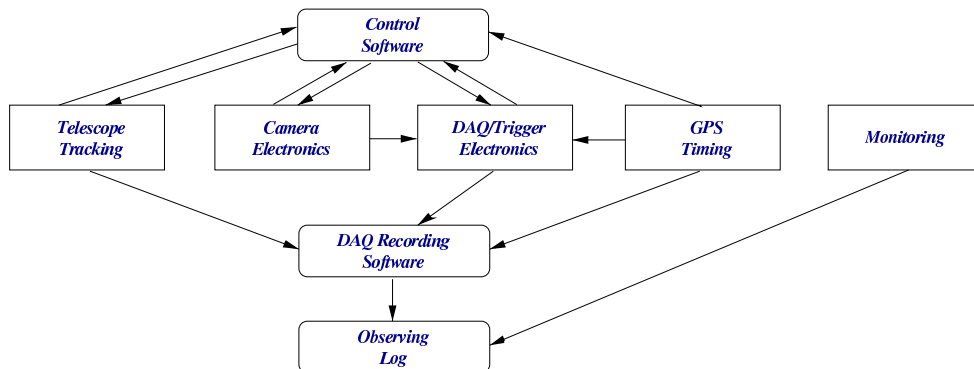 Control
Software
Telescope
Tracking
Camera
Electronics
DAQ/Trigger
Electronics
GPS
Timing
Monitoring
DAQ Recording
Software
Observing
Log